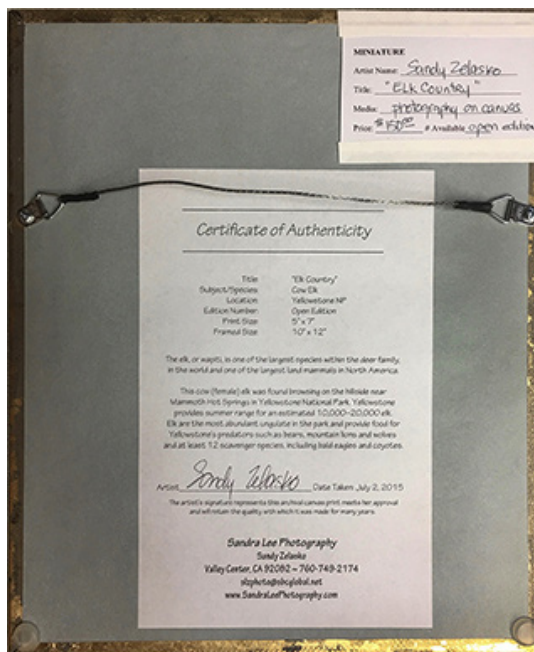 MINIATURE
Artist Name: Sandy Zelasko
Title: "Elk Country"
Media: photography on canvas
Price: $150.00 # Available open edition
Certificate of Authenticity
Title "Elk Country"
Subject/Species Cow Elk
Location Yellowstone NP
Edition Number: Open Edition
Print Size 5" x 7"
Framed Size 10" x 12"
The elk, or wapiti, is one of the largest species within the deer family,
in the world and one of the largest land mammals in North America.
This cow (female) elk was found browsing on the hillside near
Mammoth Hot Springs in Yellowstone National Park. Yellowstone
provides summer range for an estimated 10,000-20,000 elk.
Elk are the most abundant ungulate in the park and provide food for
Yellowstone's predators such as bears, mountain lions and wolves
and at least 12 scavenger species, including bald eagles and coyotes.
Artist Sandy Zelasko Date Taken July 2, 2015
The artist's signature represents this archival canvas print meets her approval
and will retain the quality with which it was made for many years.
Sandra Lee Photography
Sandy Zelasko
Valley Center, CA 92082 ~ 760-749-2174
slzphoto@sbcglobal.net
www.SandraLeePhotography.com